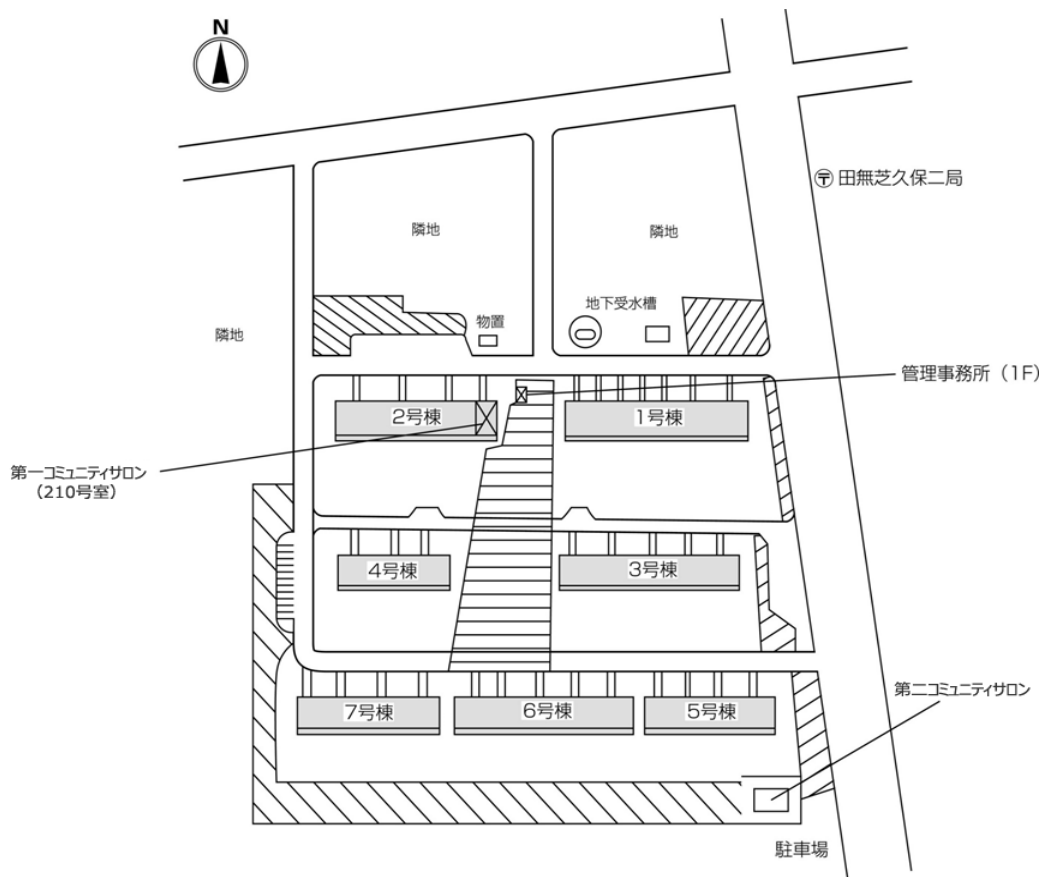 N
〒田無芝久保二局
隣地
隣地
隣地
物置
地下受水槽
管理事務所（1F）
2号棟
1号棟
第一コミュニティサロン
（210号室）
4号棟
3号棟
第二コミュニティサロン
7号棟
6号棟
5号棟
駐車場